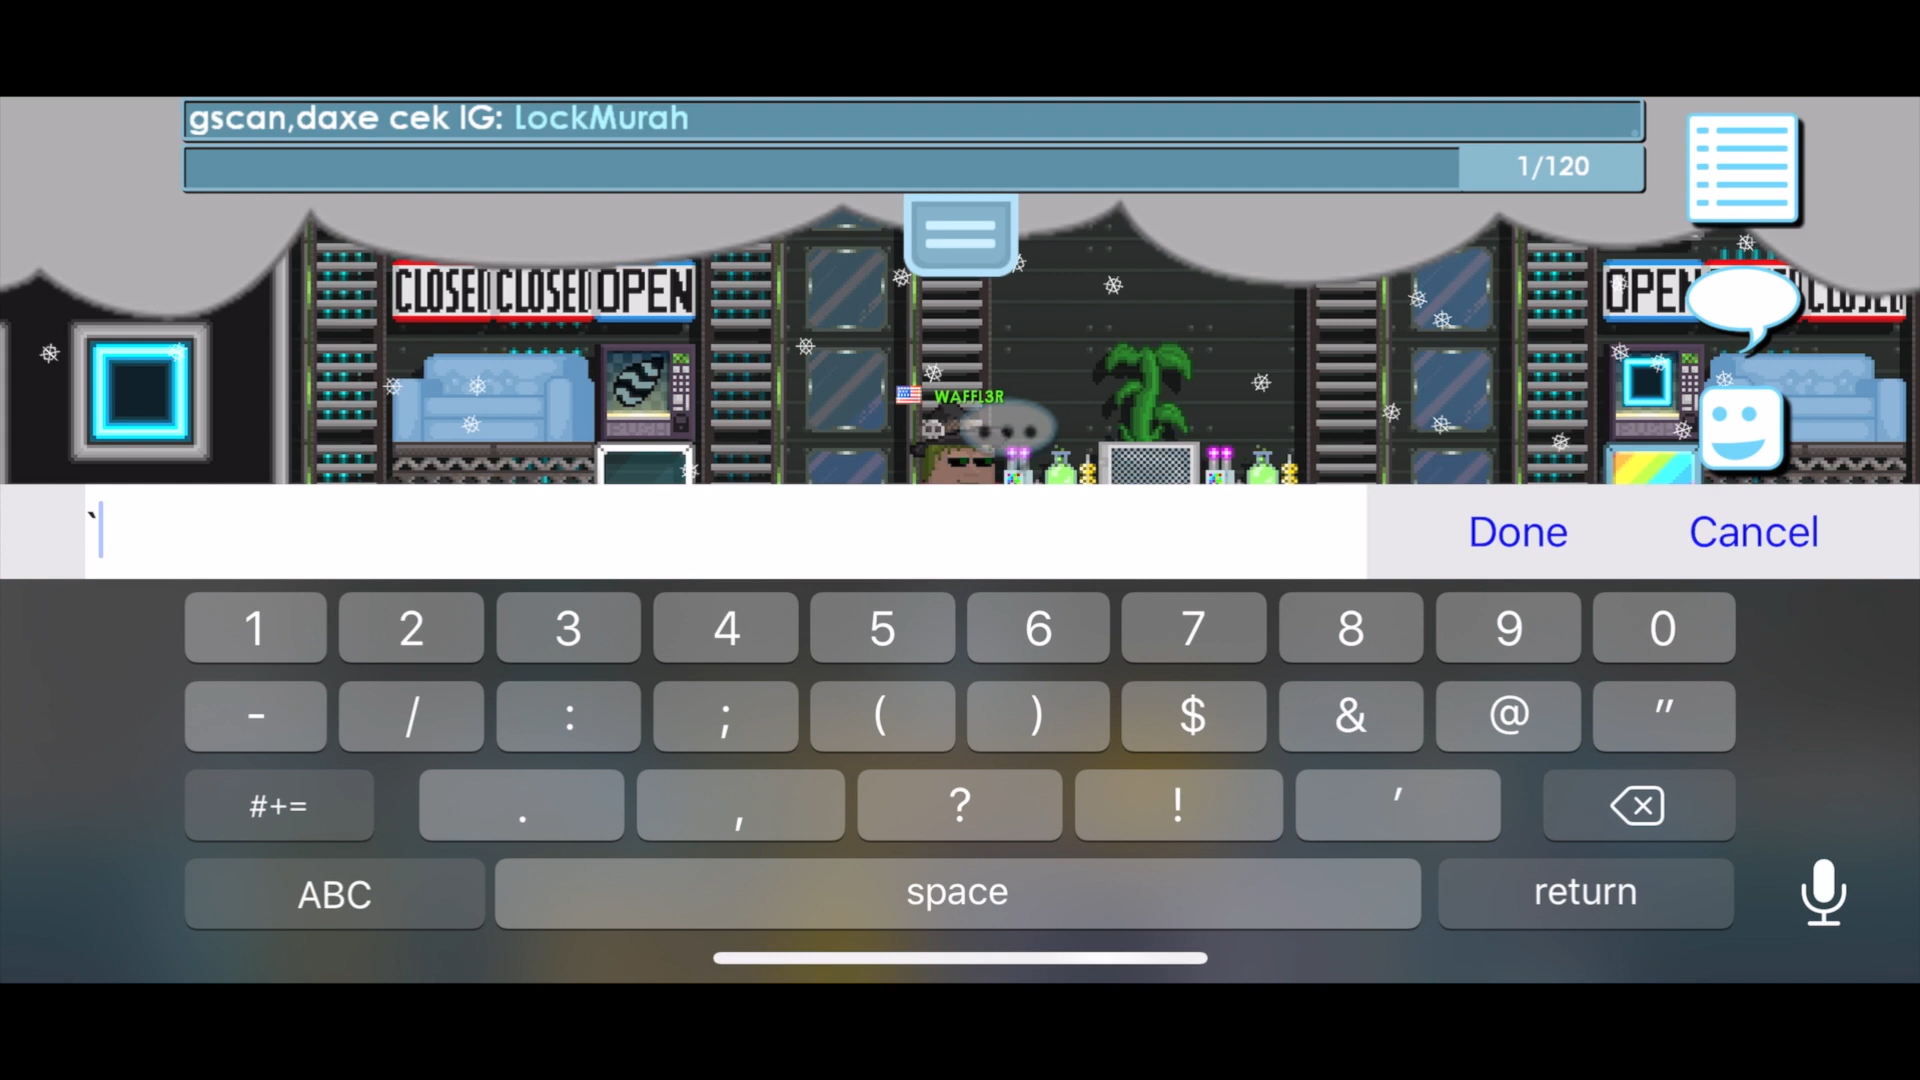 gscan,daxe cek IG: LockMurah
1/120
CLOSED CLOSED OPEN
OPEN CLOSED
WAFFL3R
`
Done Cancel
1 2 3 4 5 6 7 8 9 0
- / : ; ( ) $ & @ "
#+= . , ? ! '
ABC space return